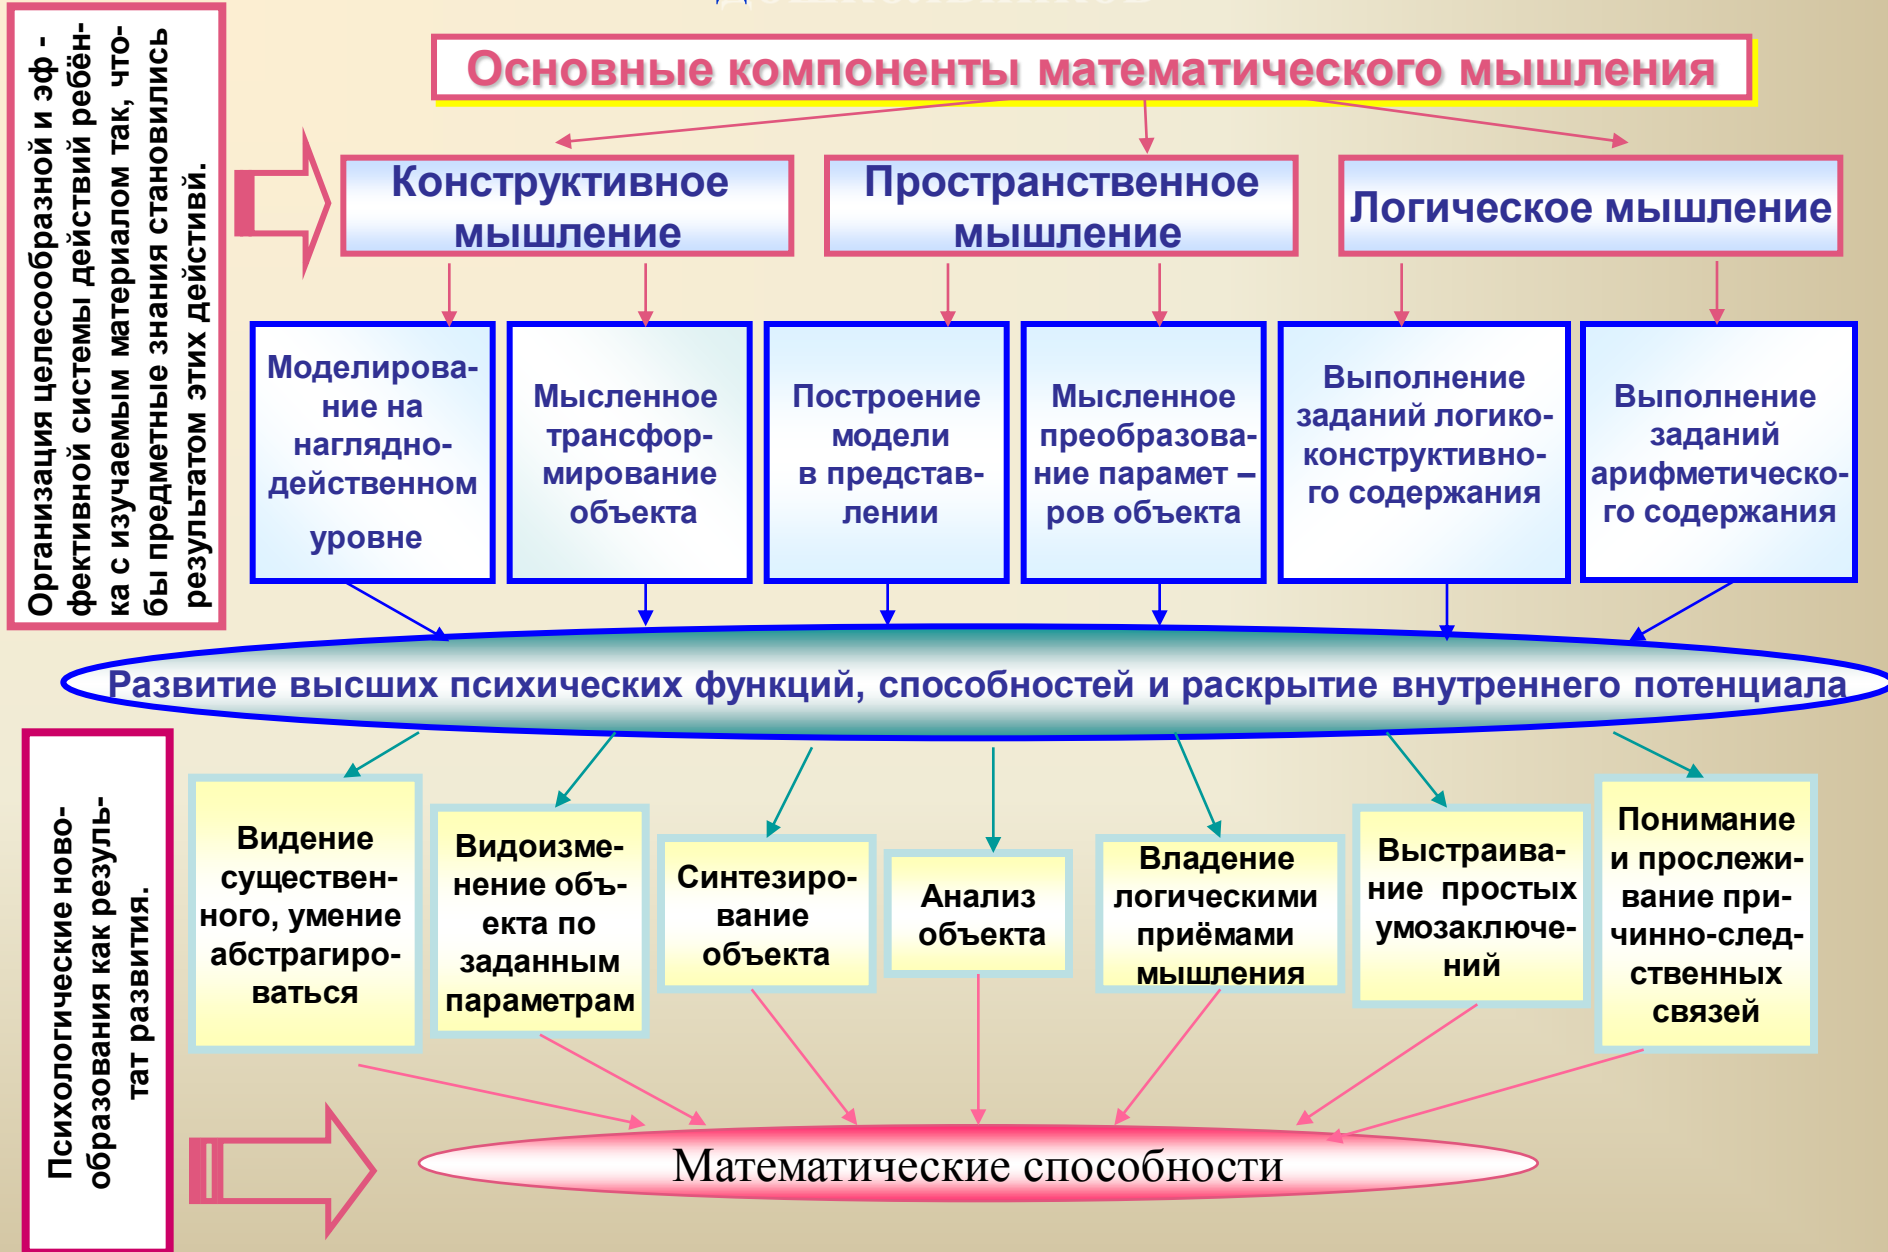 Организация целесообразной и эф -
фективной системы действий ребён-
ка с изучаемым материалом так, что-
бы предметные знания становились
результатом этих действий.
Основные компоненты математического мышления
Конструктивное
мышление
Пространственное
мышление
Логическое мышление
Моделирова-
ние на
наглядно-
действенном
уровне
Мысленное
трансфор-
мирование
объекта
Построение
модели
в представ-
лении
Мысленное
преобразова-
ние парамет –
ров объекта
Выполнение
заданий логико-
конструктивно-
го содержания
Выполнение
заданий
арифметическо-
го содержания
Развитие высших психических функций, способностей и раскрытие внутреннего потенциала
Психологические ново-
образования как резуль-
тат развития.
Видение
существен-
ного, умение
абстрагиро-
ваться
Видоизме-
нение объ-
екта по
заданным
параметрам
Синтезиро-
вание
объекта
Анализ
объекта
Владение
логическими
приёмами
мышления
Выстраива-
ние простых
умозаключе-
ний
Понимание
и прослежи-
вание при-
чинно-след-
ственных
связей
Математические способности